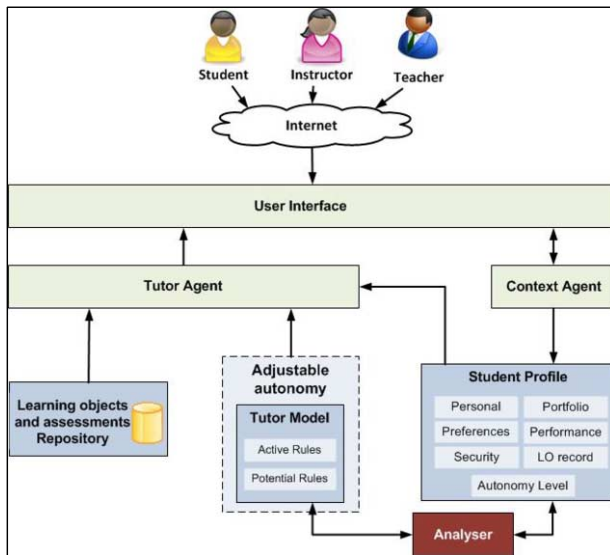 Student
Instructor
Teacher
Internet
User Interface
Tutor Agent
Context Agent
Learning objects
and assessments
Repository
Adjustable
autonomy
Tutor Model
Active Rules
Potential Rules
Student Profile
Personal
Portfolio
Preferences
Performance
Security
LO record
Autonomy Level
Analyser